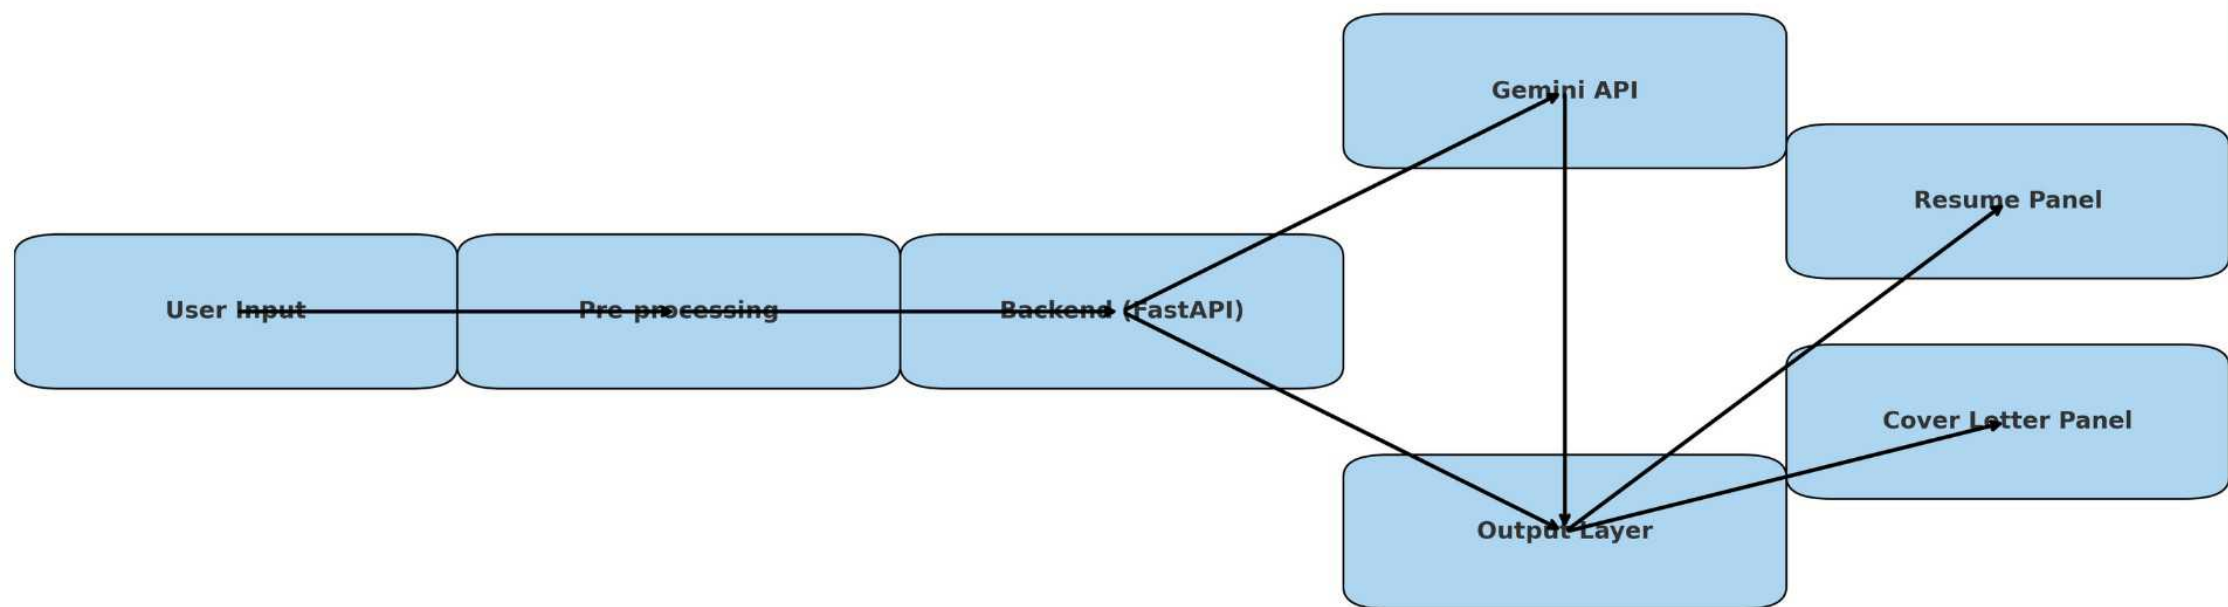 Gemini API
Resume Panel
User Input
Pre-processing
Backend (FastAPI)
Cover Letter Panel
Output Layer